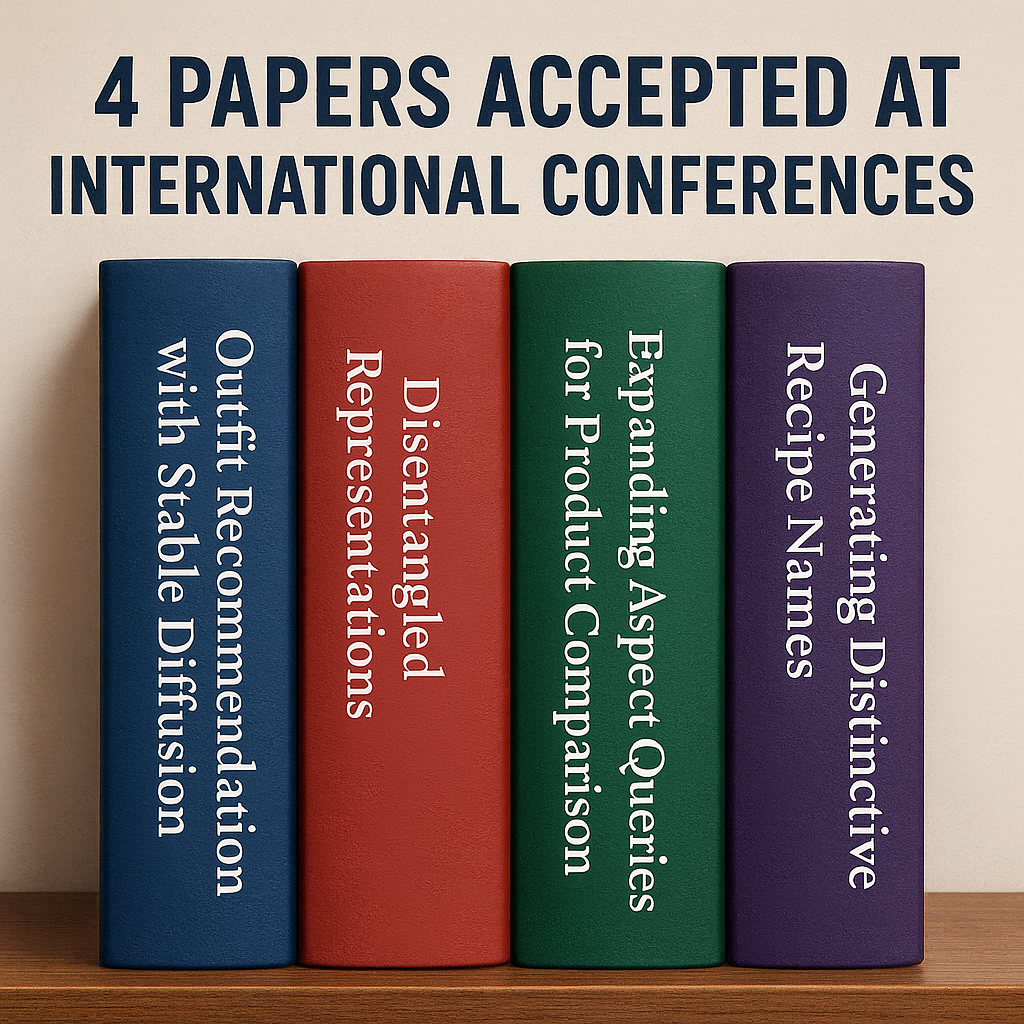 4 PAPERS ACCEPTED AT
INTERNATIONAL CONFERENCES
Outfit Recommendation
with Stable Diffusion
Disentangled
Representations
Expanding Aspect Queries
for Product Comparison
Generating Distinctive
Recipe Names